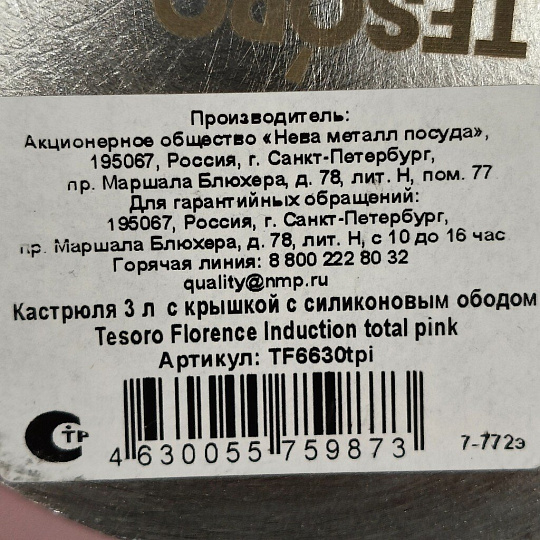 TESORO
Производитель:
Акционерное общество «Нева металл посуда»,
195067, Россия, г. Санкт-Петербург,
пр. Маршала Блюхера, д. 78, лит. Н, пом. 77
Для гарантийных обращений:
195067, Россия, г. Санкт-Петербург,
пр. Маршала Блюхера, д. 78, лит. Н, с 10 до 16 час
Горячая линия: 8 800 222 80 32
quality@nmp.ru
Кастрюля 3 л с крышкой с силиконовым ободом
Tesoro Florence Induction total pink
Артикул: TF6630tpi
СТР
4 630055 759873
7-772э